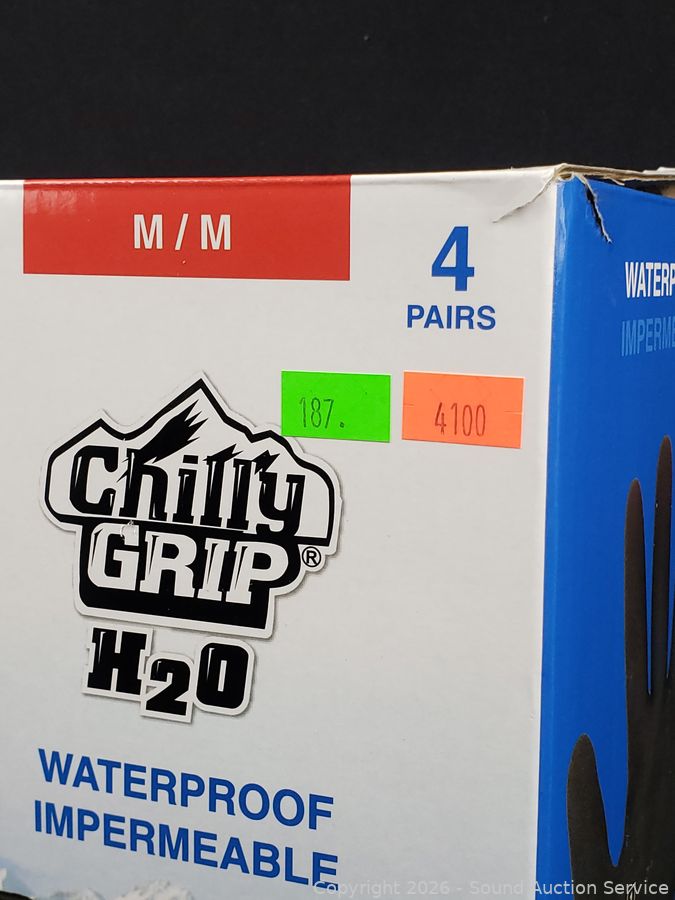 M / M
4
PAIRS
WATERP
IMPERME
187.
4100
Chilly
GRIP®
H2O
WATERPROOF
IMPERMEABLE
Copyright 2026 - Sound Auction Service